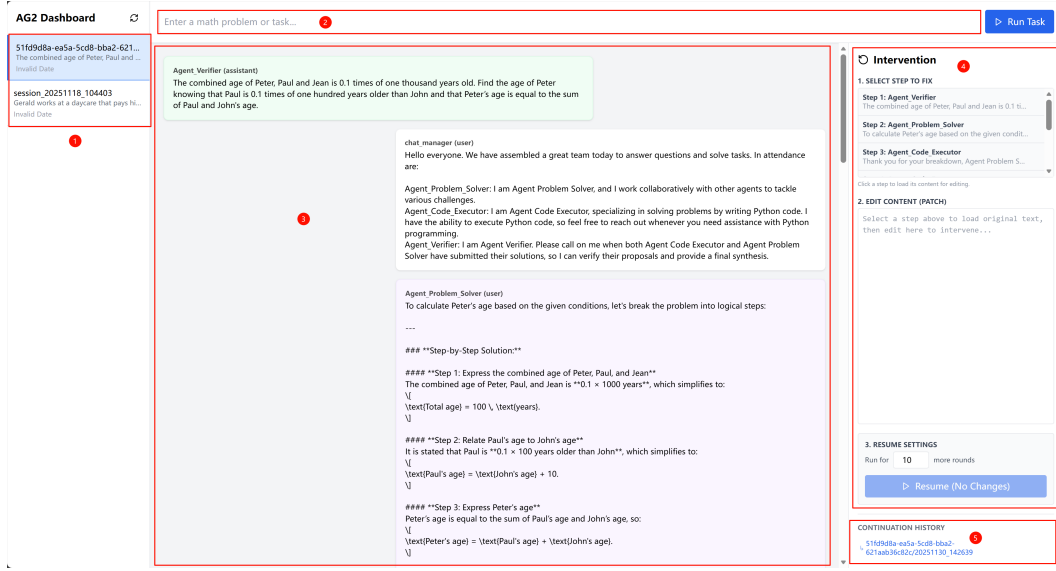 AG2 Dashboard
51fd9d8a-ea5a-5cd8-bba2-621...
The combined age of Peter, Paul and ...
Invalid Date
session_20251118_104403
Gerald works at a daycare that pays hi...
Invalid Date
1
Enter a math problem or task...
2
Run Task
Agent_Verifier (assistant)
The combined age of Peter, Paul and Jean is 0.1 times of one thousand years old. Find the age of Peter
knowing that Paul is 0.1 times of one hundred years older than John and that Peter's age is equal to the sum
of Paul and John's age.
chat_manager (user)
Hello everyone. We have assembled a great team today to answer questions and solve tasks. In attendance
are:
Agent_Problem_Solver: I am Agent Problem Solver, and I work collaboratively with other agents to tackle
various challenges.
Agent_Code_Executor: I am Agent Code Executor, specializing in solving problems by writing Python code. I
have the ability to execute Python code, so feel free to reach out whenever you need assistance with Python
programming.
Agent_Verifier: I am Agent Verifier. Please call on me when both Agent Code Executor and Agent Problem
Solver have submitted their solutions, so I can verify their proposals and provide a final synthesis.
3
Agent_Problem_Solver (user)
To calculate Peter's age based on the given conditions, let's break the problem into logical steps:
---
### **Step-by-Step Solution:**
#### **Step 1: Express the combined age of Peter, Paul, and Jean**
The combined age of Peter, Paul, and Jean is **0.1 × 1000 years**, which simplifies to:
\[
\text{Total age} = 100 \, \text{years}.
\]
#### **Step 2: Relate Paul's age to John's age**
It is stated that Paul is **0.1 × 100 years older than John**, which simplifies to:
\[
\text{Paul's age} = \text{John's age} + 10.
\]
#### **Step 3: Express Peter's age**
Peter's age is equal to the sum of Paul's age and John's age, so:
\[
\text{Peter's age} = \text{Paul's age} + \text{John's age}.
\]
Intervention
4
1. SELECT STEP TO FIX
Step 1: Agent_Verifier
The combined age of Peter, Paul and Jean is 0.1 ti...
Step 2: Agent_Problem_Solver
To calculate Peter's age based on the given condit...
Step 3: Agent_Code_Executor
Thank you for your breakdown, Agent Problem S...
Click a step to load its content for editing.
2. EDIT CONTENT (PATCH)
Select a step above to load original text,
then edit here to intervene...
3. RESUME SETTINGS
Run for 10 more rounds
Resume (No Changes)
CONTINUATION HISTORY
5
51fd9d8a-ea5a-5cd8-bba2-
621aab36c82c/20251130_142639